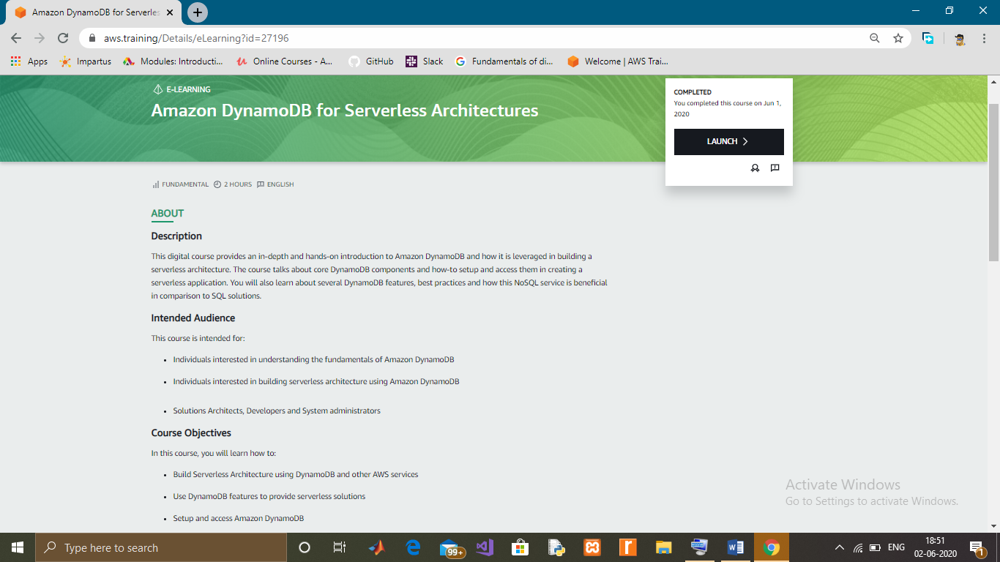 Amazon DynamoDB for Serverles
aws.training/Details/eLearning?id=27196
Apps Impartus Modules: Introducti... Online Courses - A... GitHub Slack Fundamentals of di... Welcome | AWS Trai...
E-LEARNING
Amazon DynamoDB for Serverless Architectures
COMPLETED
You completed this course on Jun 1,
2020
LAUNCH
FUNDAMENTAL 2 HOURS ENGLISH
ABOUT
Description
This digital course provides an in-depth and hands-on introduction to Amazon DynamoDB and how it is leveraged in building a
serverless architecture. The course talks about core DynamoDB components and how-to setup and access them in creating a
serverless application. You will also learn about several DynamoDB features, best practices and how this NoSQL service is beneficial
in comparison to SQL solutions.
Intended Audience
This course is intended for:
• Individuals interested in understanding the fundamentals of Amazon DynamoDB
• Individuals interested in building serverless architecture using Amazon DynamoDB
• Solutions Architects, Developers and System administrators
Course Objectives
In this course, you will learn how to:
• Build Serverless Architecture using DynamoDB and other AWS services
• Use DynamoDB features to provide serverless solutions
• Setup and access Amazon DynamoDB
Activate Windows
Go to Settings to activate Windows.
Type here to search
99+
ENG
18:51
02-06-2020
1